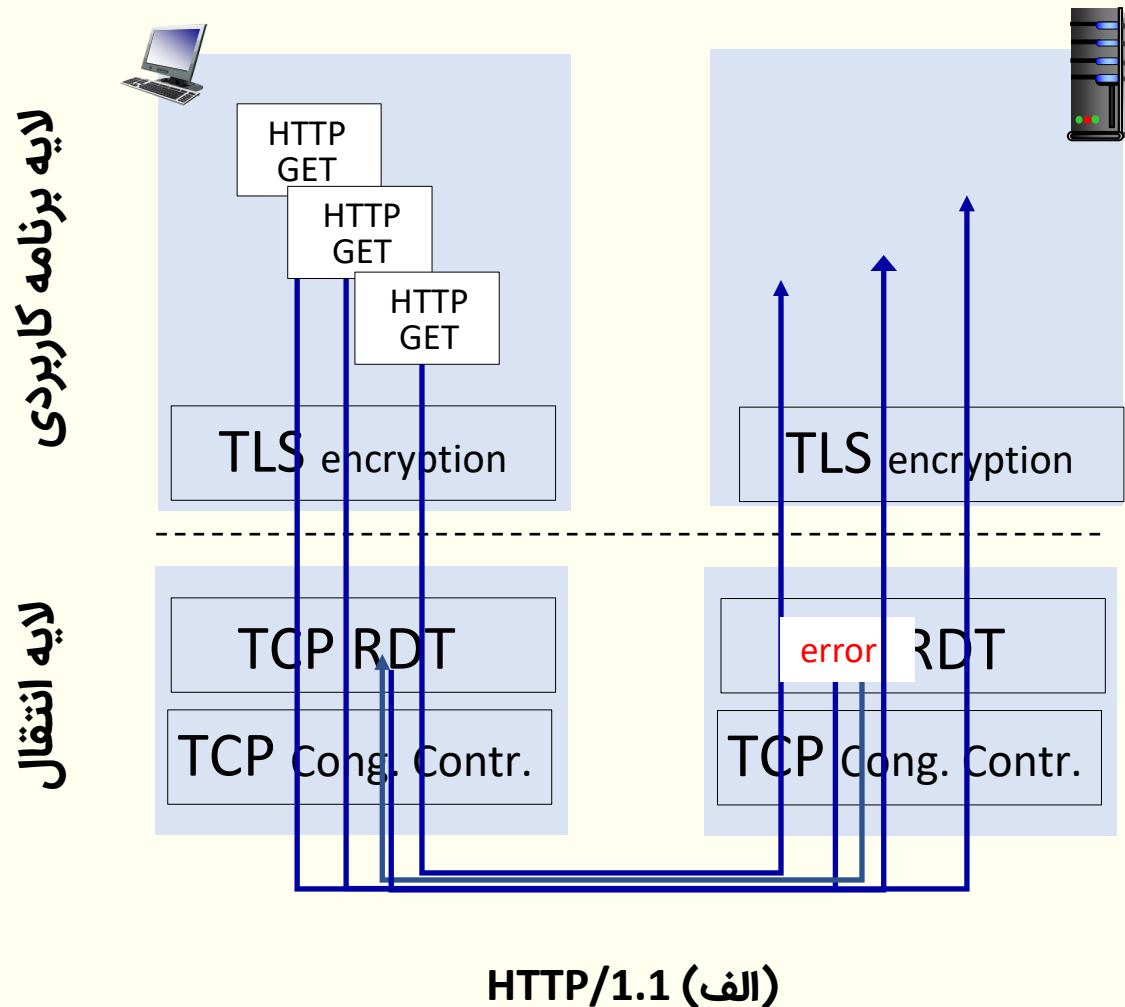 لایه برنامه کاربردی
HTTP
GET
HTTP
GET
HTTP
GET
TLS encryption
TLS encryption
لایه انتقال
TCP RDT
error RDT
TCP Cong. Contr.
TCP Cong. Contr.
(الف) HTTP/1.1